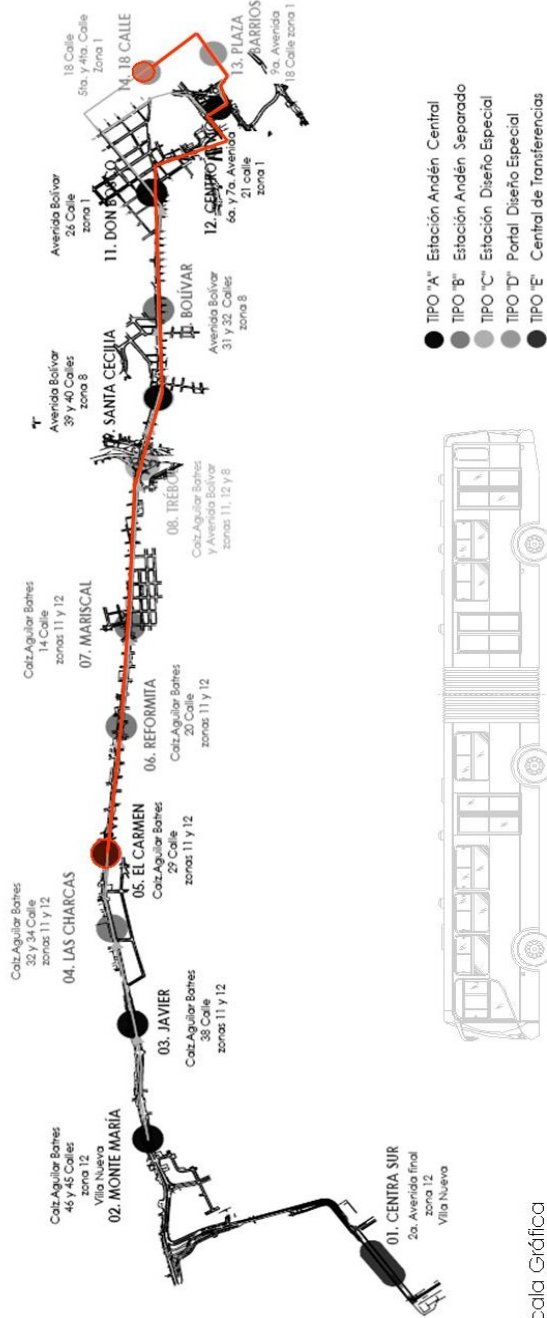 18 Calle
5ta. y 4ta. Calle
Zona 1
14. 18 CALLE
13. PLAZA
BARRIOS
9a. Avenida
18 Calle zona 1
Avenida Bolívar
26 Calle
zona 1
11. DON BOSCO
12. CENTRO
6a. y 7a. Avenida
21 calle
zona 1
BOLÍVAR
Avenida Bolívar
31 y 32 Calles
zona 8
Avenida Bolívar
39 y 40 Calles
zona 8
SANTA CECILIA
08. TRÉBOL
Calz.Aguilar Batres
y Avenida Bolívar
zonas 11, 12 y 8
Calz.Aguilar Batres
14 Calle
zonas 11 y 12
07. MARISCAL
06. REFORMITA
Calz.Aguilar Batres
20 Calle
zonas 11 y 12
05. EL CARMEN
Calz.Aguilar Batres
29 Calle
zonas 11 y 12
Calz.Aguilar Batres
32 y 34 Calle
zonas 11 y 12
04. LAS CHARCAS
03. JAVIER
Calz.Aguilar Batres
38 Calle
zonas 11 y 12
Calz.Aguilar Batres
46 y 45 Calles
zona 12
Villa Nueva
02. MONTE MARÍA
01. CENTRA SUR
2a. Avenida final
zona 12
Villa Nueva
TIPO "A" Estación Andén Central
TIPO "B" Estación Andén Separado
TIPO "C" Estación Diseño Especial
TIPO "D" Portal Diseño Especial
TIPO "E" Central de Transferencias
cala Gráfica